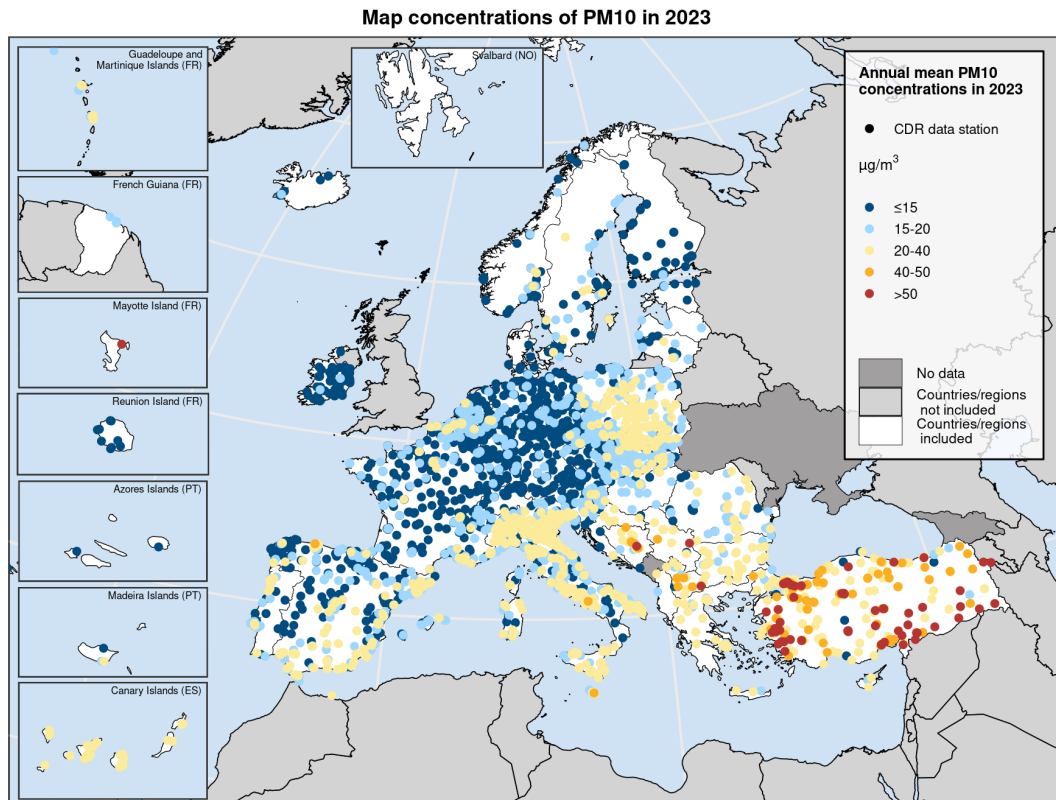 Map concentrations of PM10 in 2023
Guadeloupe and
Martinique Islands (FR)
Svalbard (NO)
French Guiana (FR)
Mayotte Island (FR)
Reunion Island (FR)
Azores Islands (PT)
Madeira Islands (PT)
Canary Islands (ES)
Annual mean PM10
concentrations in 2023
CDR data station
µg/m³
≤15
15-20
20-40
40-50
>50
No data
Countries/regions
not included
Countries/regions
included